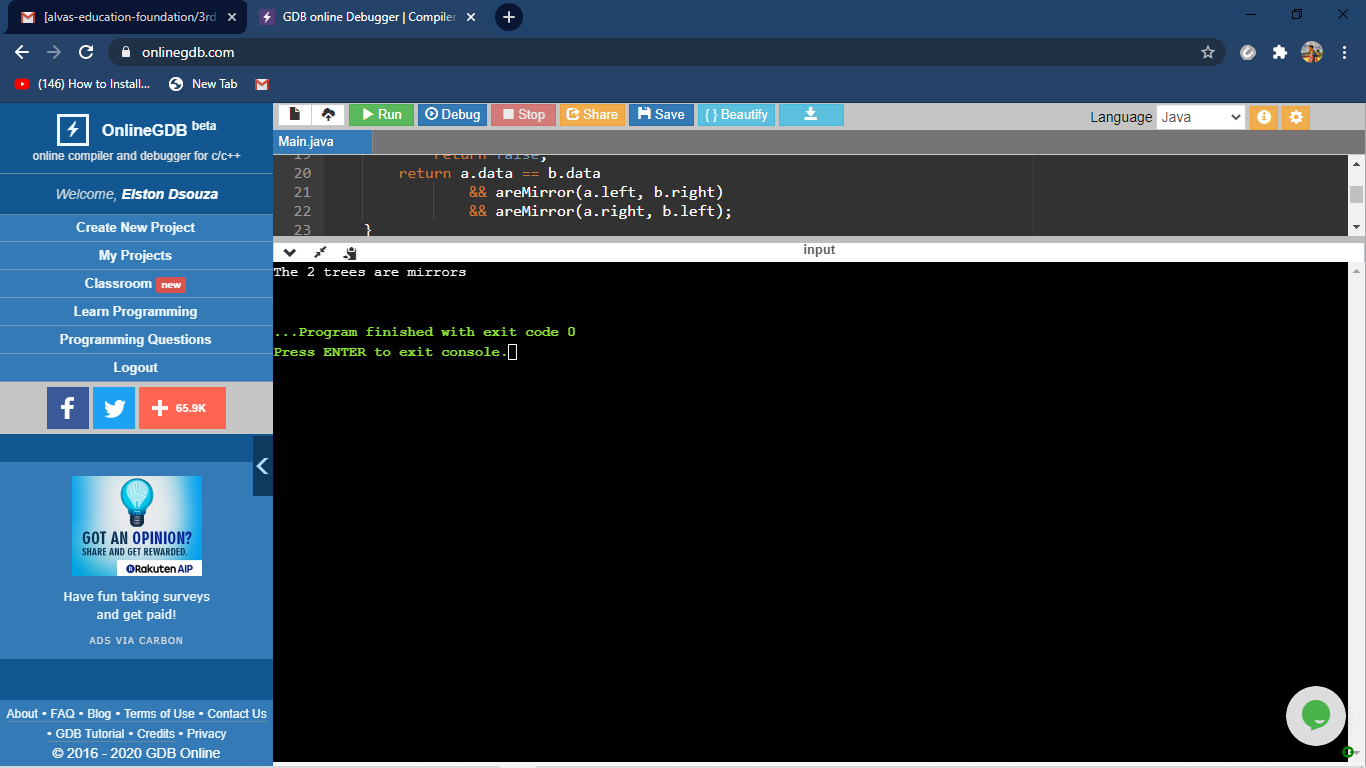 [alvas-education-foundation/3rd
GDB online Debugger | Compiler
onlinegdb.com
(146) How to Install...
New Tab
OnlineGDB beta
online compiler and debugger for c/c++
Welcome, Elston Dsouza
Create New Project
My Projects
Classroom new
Learn Programming
Programming Questions
Logout
65.9K
GOT AN OPINION?
SHARE AND GET REWARDED.
Rakuten AIP
Have fun taking surveys
and get paid!
ADS VIA CARBON
About • FAQ • Blog • Terms of Use • Contact Us
• GDB Tutorial • Credits • Privacy
© 2016 - 2020 GDB Online
Run Debug Stop Share Save { } Beautify
Language Java
Main.java
19 return false;
20 return a.data == b.data
21 && areMirror(a.left, b.right)
22 && areMirror(a.right, b.left);
23 }
input
The 2 trees are mirrors
...Program finished with exit code 0
Press ENTER to exit console.